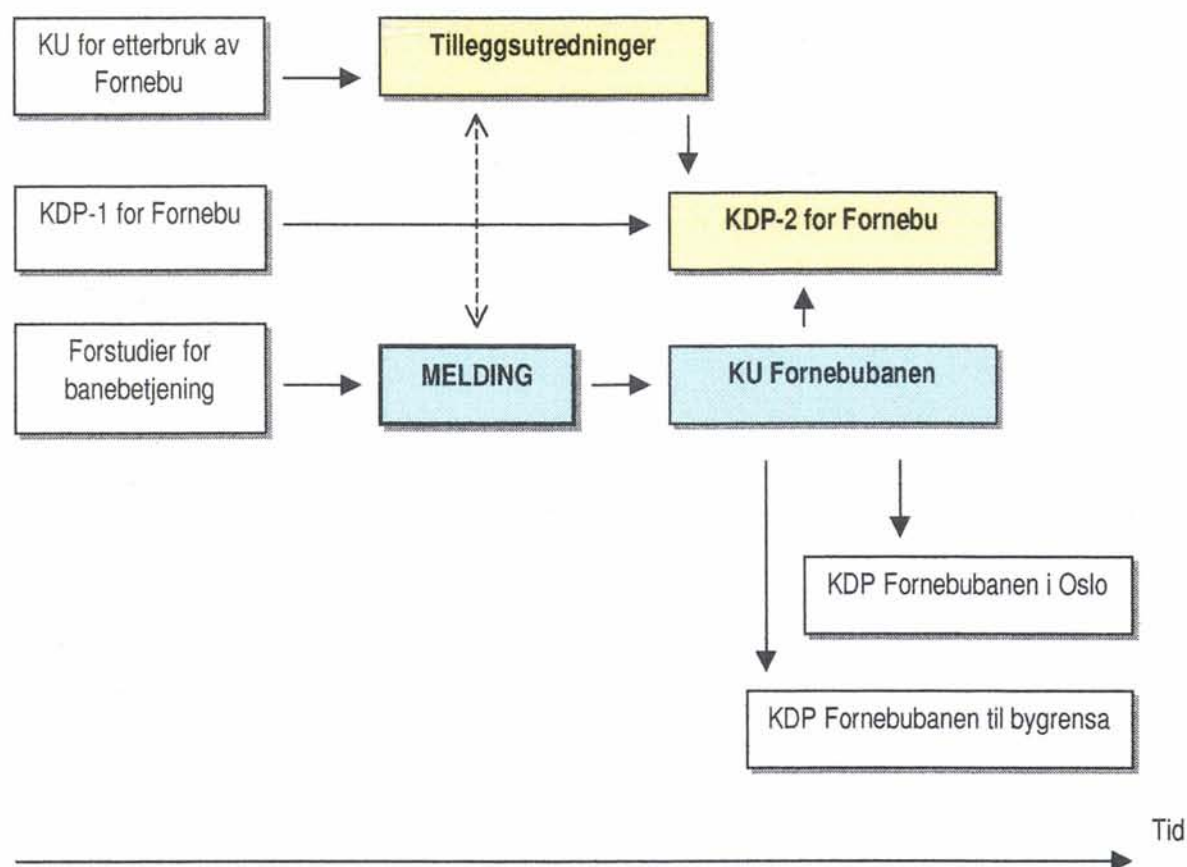 KU for etterbruk av
Fornebu
Tilleggsutredninger
KDP-1 for Fornebu
KDP-2 for Fornebu
Forstudier for
banebetjening
MELDING
KU Fornebubanen
KDP Fornebubanen i Oslo
KDP Fornebubanen til bygrensa
Tid